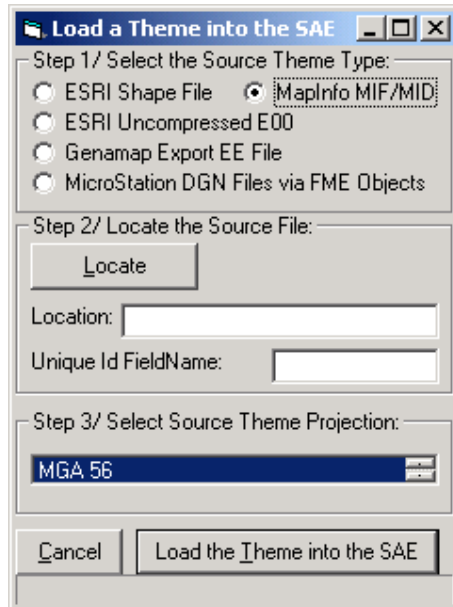 Load a Theme into the SAE
Step 1/ Select the Source Theme Type:
ESRI Shape File MapInfo MIF/MID
ESRI Uncompressed E00
Genamap Export EE File
MicroStation DGN Files via FME Objects
Step 2/ Locate the Source File:
Locate
Location:
Unique Id FieldName:
Step 3/ Select Source Theme Projection:
MGA 56
Cancel Load the Theme into the SAE